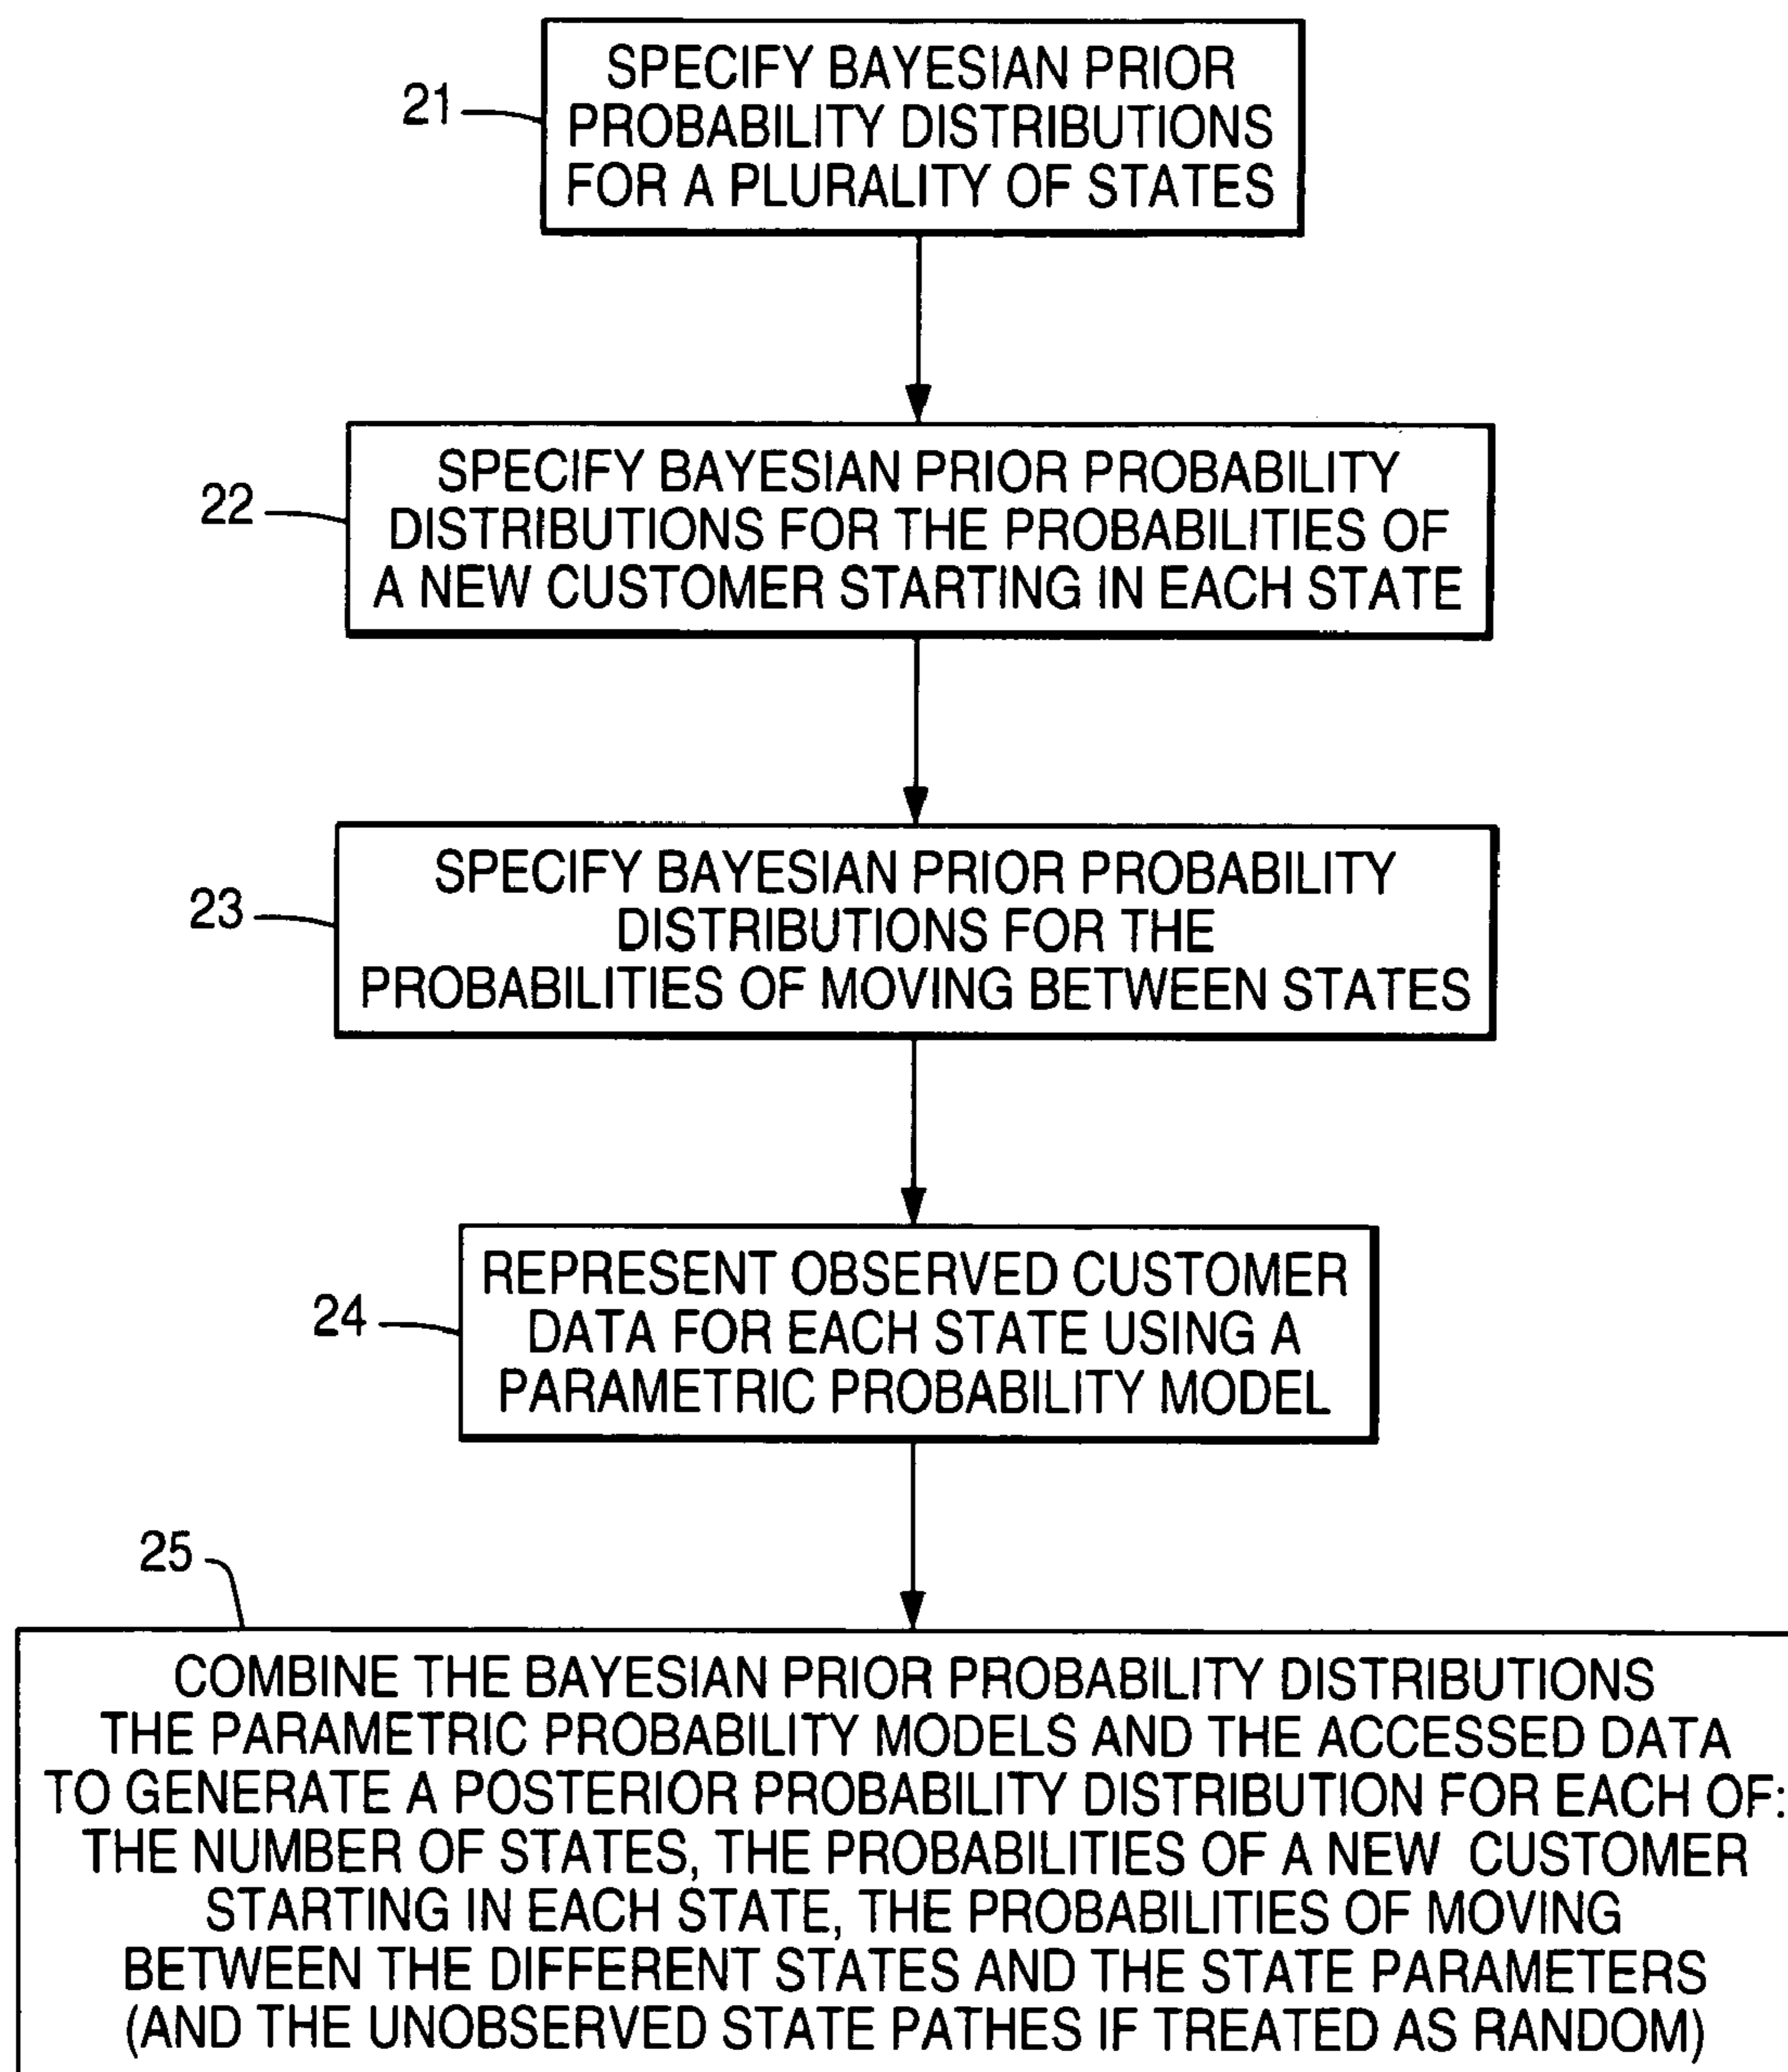 21
SPECIFY BAYESIAN PRIOR
PROBABILITY DISTRIBUTIONS
FOR A PLURALITY OF STATES
22
SPECIFY BAYESIAN PRIOR PROBABILITY
DISTRIBUTIONS FOR THE PROBABILITIES OF
A NEW CUSTOMER STARTING IN EACH STATE
23
SPECIFY BAYESIAN PRIOR PROBABILITY
DISTRIBUTIONS FOR THE
PROBABILITIES OF MOVING BETWEEN STATES
24
REPRESENT OBSERVED CUSTOMER
DATA FOR EACH STATE USING A
PARAMETRIC PROBABILITY MODEL
25
COMBINE THE BAYESIAN PRIOR PROBABILITY DISTRIBUTIONS
THE PARAMETRIC PROBABILITY MODELS AND THE ACCESSED DATA
TO GENERATE A POSTERIOR PROBABILITY DISTRIBUTION FOR EACH OF:
THE NUMBER OF STATES, THE PROBABILITIES OF A NEW CUSTOMER
STARTING IN EACH STATE, THE PROBABILITIES OF MOVING
BETWEEN THE DIFFERENT STATES AND THE STATE PARAMETERS
(AND THE UNOBSERVED STATE PATHES IF TREATED AS RANDOM)